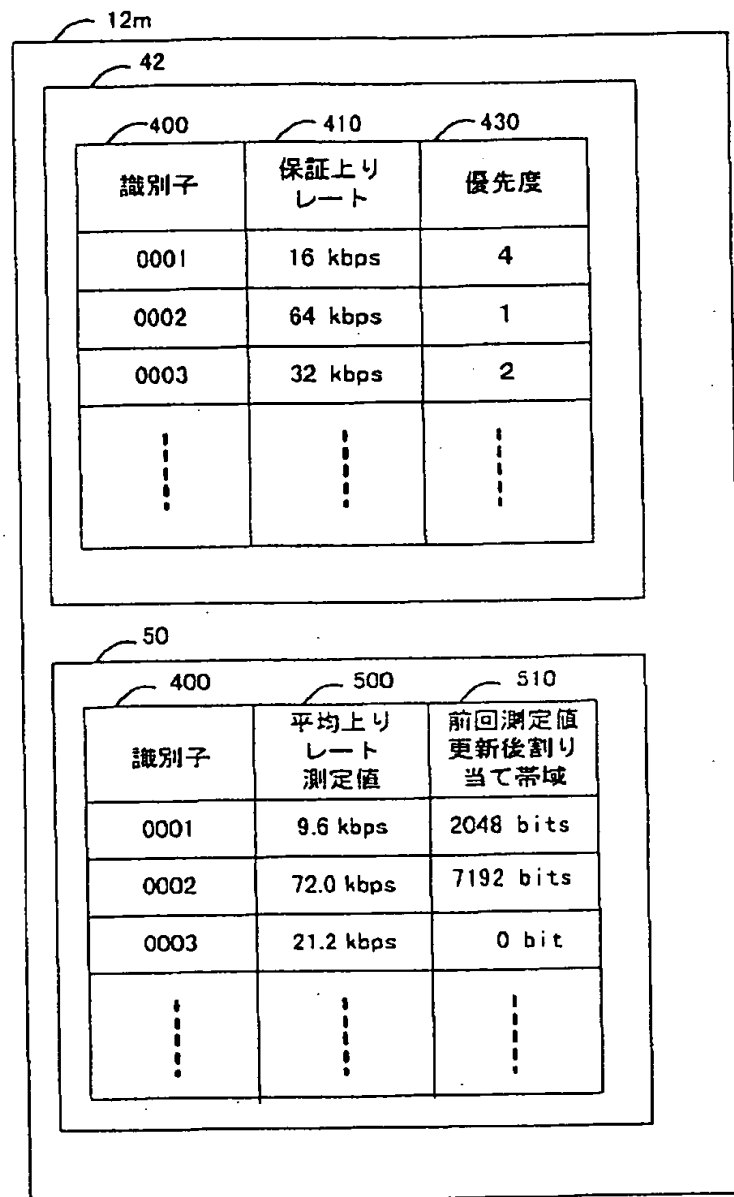 12m
42
400 410 430
識別子 保証上り
レート 優先度
0001 16 kbps 4
0002 64 kbps 1
0003 32 kbps 2
50
400 500 510
識別子 平均上り
レート
測定値 前回測定値
更新後割り
当て帯域
0001 9.6 kbps 2048 bits
0002 72.0 kbps 7192 bits
0003 21.2 kbps 0 bit